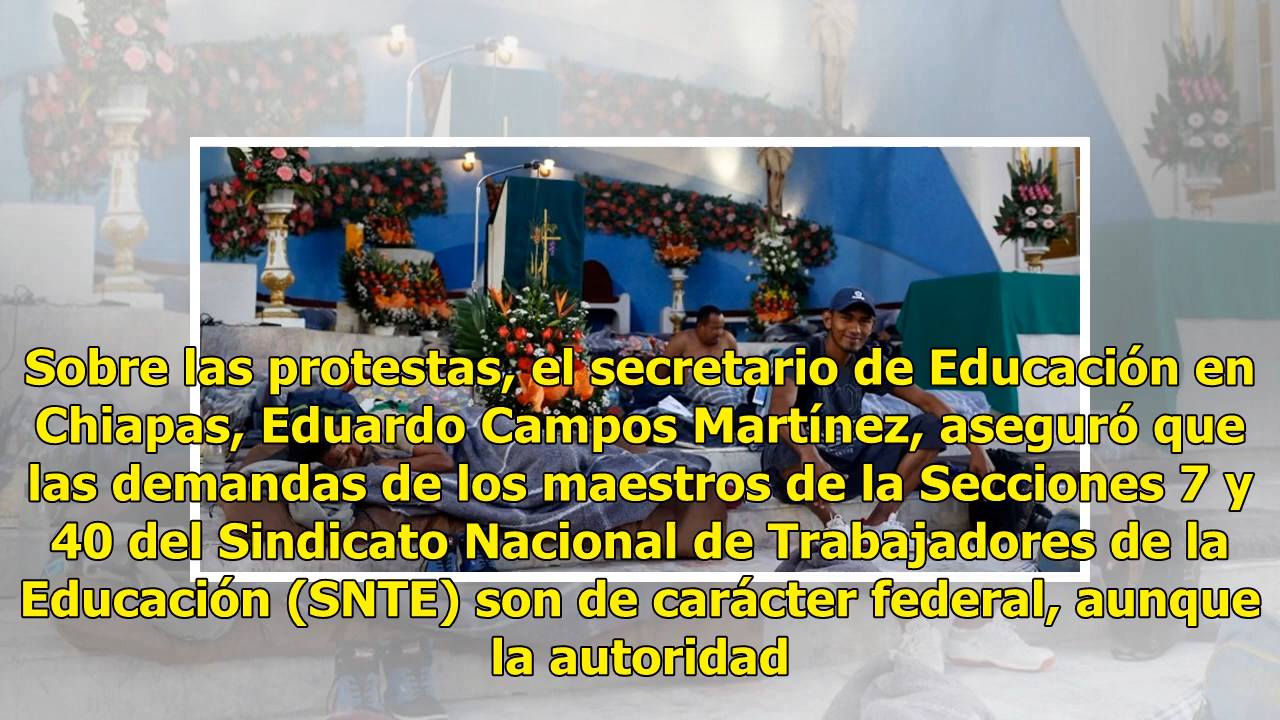 Sobre las protestas, el secretario de Educación en
Chiapas, Eduardo Campos Martínez, aseguró que
las demandas de los maestros de la Secciones 7 y
40 del Sindicato Nacional de Trabajadores de la
Educación (SNTE) son de carácter federal, aunque
la autoridad